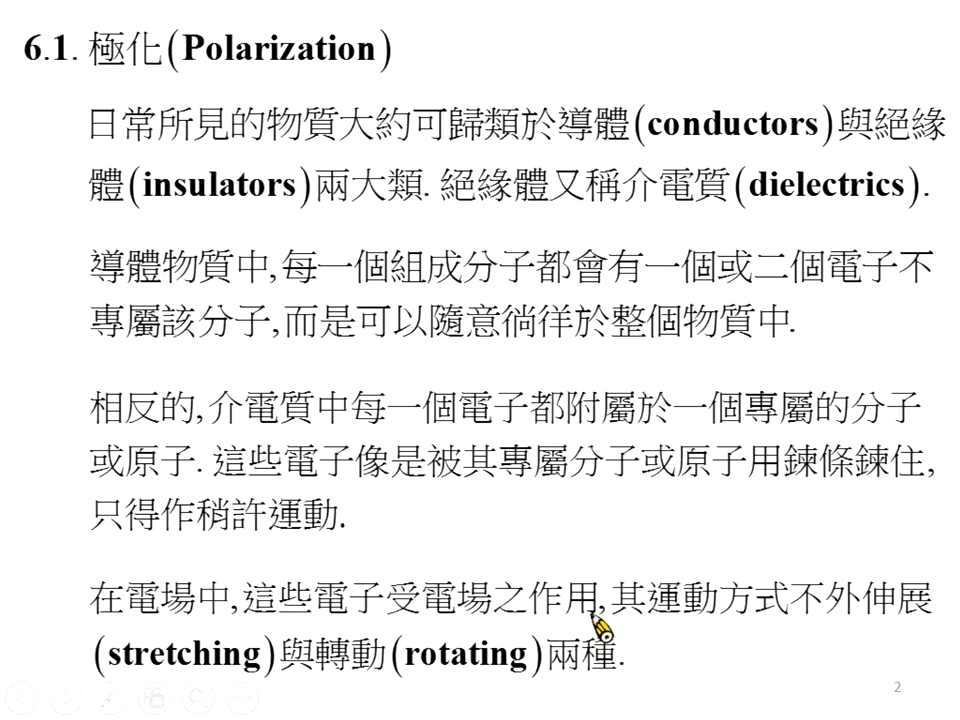 6.1. 極化(Polarization)
日常所見的物質大約可歸類於導體(conductors)與絕緣
體(insulators)兩大類. 絕緣體又稱介電質(dielectrics).
導體物質中,每一個組成分子都會有一個或二個電子不
專屬該分子,而是可以隨意徜徉於整個物質中.
相反的,介電質中每一個電子都附屬於一個專屬的分子
或原子. 這些電子像是被其專屬分子或原子用鍊條鍊住,
只得作稍許運動.
在電場中,這些電子受電場之作用,其運動方式不外伸展
(stretching)與轉動(rotating)兩種.
2